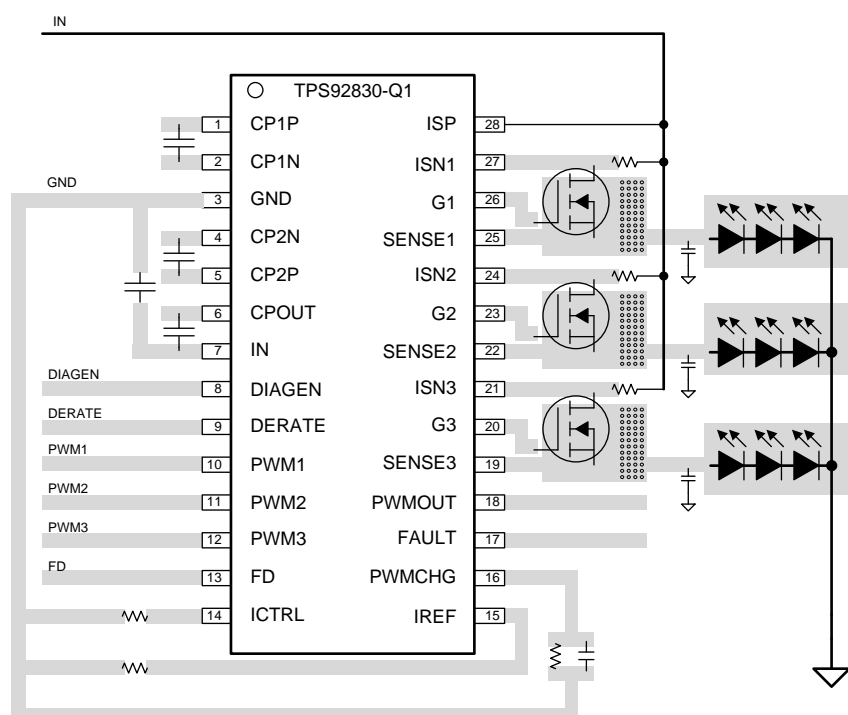 IN
TPS92830-Q1
1 CP1P ISP 28
2 CP1N ISN1 27
GND
3 GND G1 26
4 CP2N SENSE1 25
5 CP2P ISN2 24
6 CPOUT G2 23
7 IN SENSE2 22
DIAGEN
8 DIAGEN ISN3 21
DERATE
9 DERATE G3 20
PWM1
10 PWM1 SENSE3 19
PWM2
11 PWM2 PWMOUT 18
PWM3
12 PWM3 FAULT 17
FD
13 FD PWMCHG 16
14 ICTRL IREF 15